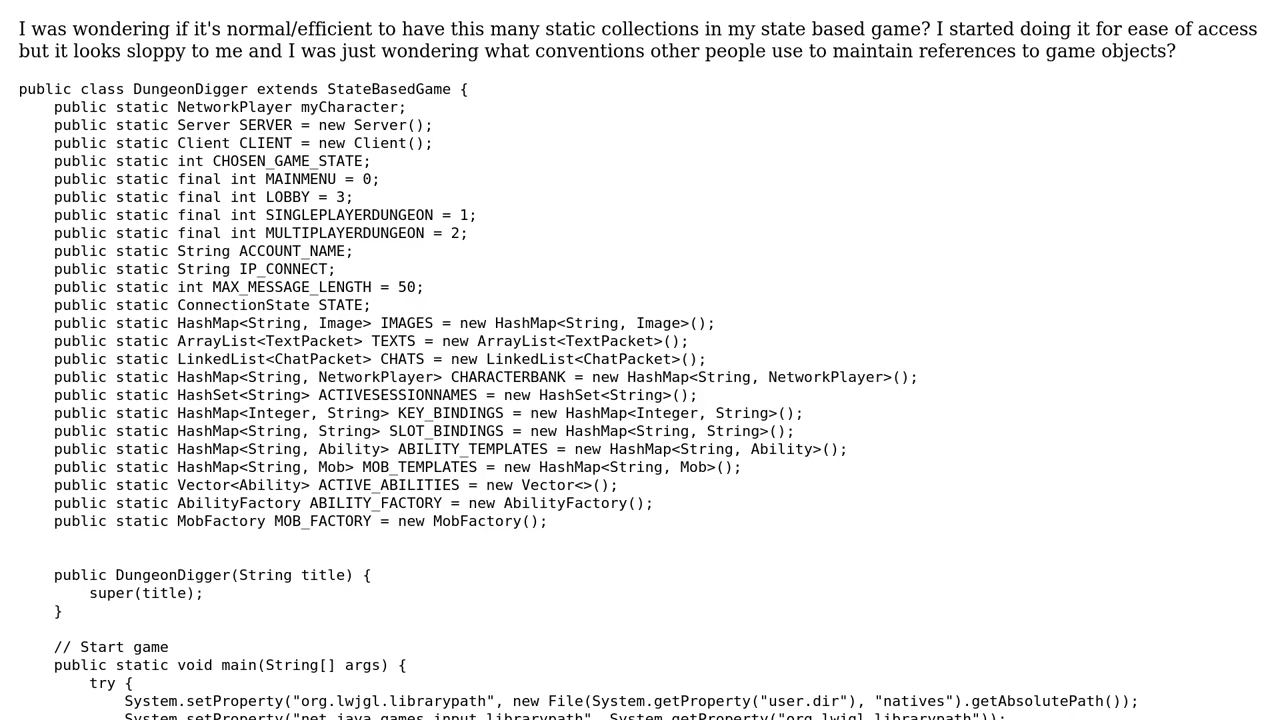 I was wondering if it's normal/efficient to have this many static collections in my state based game? I started doing it for ease of access
but it looks sloppy to me and I was just wondering what conventions other people use to maintain references to game objects?
public class DungeonDigger extends StateBasedGame {
    public static NetworkPlayer myCharacter;
    public static Server SERVER = new Server();
    public static Client CLIENT = new Client();
    public static int CHOSEN_GAME_STATE;
    public static final int MAINMENU = 0;
    public static final int LOBBY = 3;
    public static final int SINGLEPLAYERDUNGEON = 1;
    public static final int MULTIPLAYERDUNGEON = 2;
    public static String ACCOUNT_NAME;
    public static String IP_CONNECT;
    public static int MAX_MESSAGE_LENGTH = 50;
    public static ConnectionState STATE;
    public static HashMap<String, Image> IMAGES = new HashMap<String, Image>();
    public static ArrayList<TextPacket> TEXTS = new ArrayList<TextPacket>();
    public static LinkedList<ChatPacket> CHATS = new LinkedList<ChatPacket>();
    public static HashMap<String, NetworkPlayer> CHARACTERBANK = new HashMap<String, NetworkPlayer>();
    public static HashSet<String> ACTIVESESSIONNAMES = new HashSet<String>();
    public static HashMap<Integer, String> KEY_BINDINGS = new HashMap<Integer, String>();
    public static HashMap<String, String> SLOT_BINDINGS = new HashMap<String, String>();
    public static HashMap<String, Ability> ABILITY_TEMPLATES = new HashMap<String, Ability>();
    public static HashMap<String, Mob> MOB_TEMPLATES = new HashMap<String, Mob>();
    public static Vector<Ability> ACTIVE_ABILITIES = new Vector<>();
    public static AbilityFactory ABILITY_FACTORY = new AbilityFactory();
    public static MobFactory MOB_FACTORY = new MobFactory();
    public DungeonDigger(String title) {
        super(title);
    }
    // Start game
    public static void main(String[] args) {
        try {
            System.setProperty("org.lwjgl.librarypath", new File(System.getProperty("user.dir"), "natives").getAbsolutePath());
            System.setProperty("net.java.games.input.librarypath", System.getProperty("org.lwjgl.librarypath"));